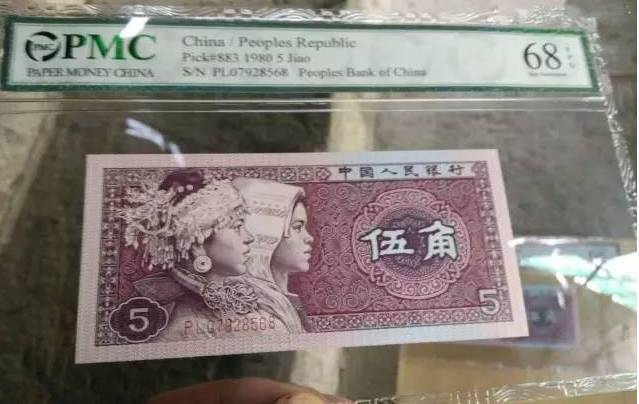 PMC
PAPER MONEY CHINA
China / Peoples Republic
Pick#883 1980 5 Jiao
S/N PL07928568 Peoples Bank of China
68
中国人民银行
伍角
5
PL07928568
5